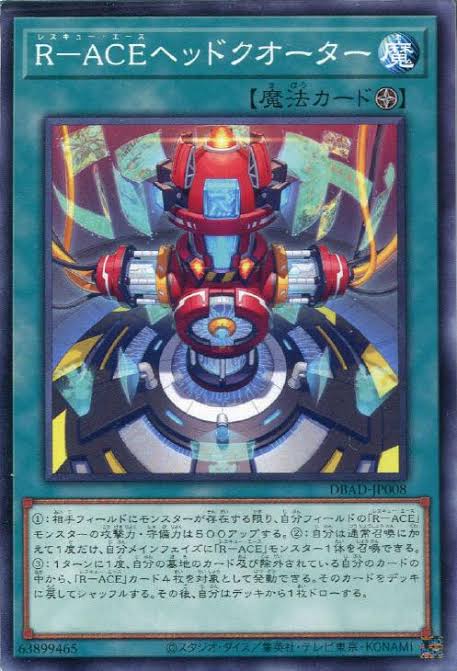 レスキュー・エース
R－ACEヘッドクオーター 魔
【魔法カード】
DBAD-JP008
①：相手フィールドにモンスターが存在する限り、自分フィールドの「R－ACE」
モンスターの攻撃力・守備力は５００アップする。②：自分は通常召喚に加
えて１度だけ、自分メインフェイズに「R－ACE」モンスター１体を召喚できる。
③：１ターンに１度、自分の墓地のカード及び除外されている自分のカードの
中から、「R－ACE」カード４枚を対象として発動できる。そのカードをデッキ
に戻してシャッフルする。その後、自分はデッキから１枚ドローする。
63899465 ©スタジオ・ダイス／集英社・テレビ東京・KONAMI